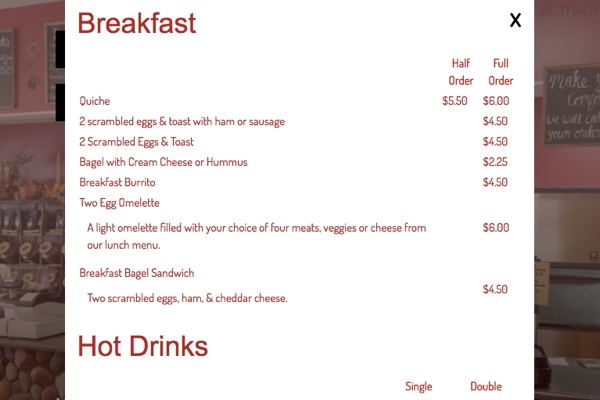 Breakfast
X
Half Full
Order Order
Quiche $5.50 $6.00
2 scrambled eggs & toast with ham or sausage $4.50
2 Scrambled Eggs & Toast $4.50
Bagel with Cream Cheese or Hummus $2.25
Breakfast Burrito $4.50
Two Egg Omelette
A light omelette filled with your choice of four meats, veggies or cheese from $6.00
our lunch menu.
Breakfast Bagel Sandwich
$4.50
Two scrambled eggs, ham, & cheddar cheese.
Hot Drinks
Single Double
Make
we will
your order